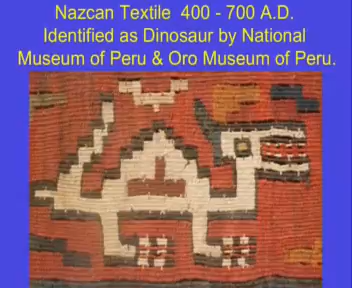 Nazcan Textile 400 - 700 A.D.
Identified as Dinosaur by National
Museum of Peru & Oro Museum of Peru.